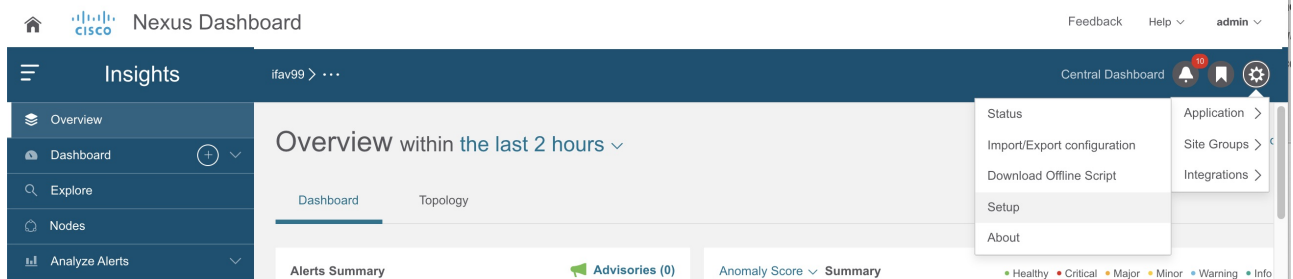 CISCO Nexus Dashboard Feedback Help admin
Insights ifav99 > ··· Central Dashboard 10
Overview
Dashboard
Explore
Nodes
Analyze Alerts
Overview within the last 2 hours
Dashboard Topology
Alerts Summary Advisories (0)
Anomaly Score Summary Healthy Critical Major Minor Warning Info
Status
Import/Export configuration
Download Offline Script
Setup
About
Application
Site Groups
Integrations